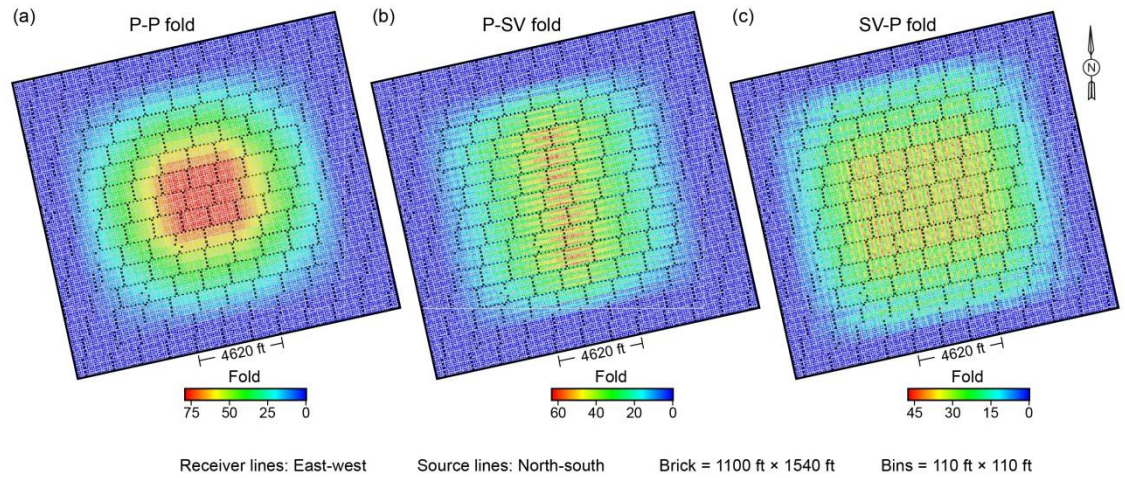 (a)
P-P fold
(b)
P-SV fold
(c)
SV-P fold
N
4620 ft
4620 ft
4620 ft
Fold
Fold
Fold
75 50 25 0
60 40 20 0
45 30 15 0
Receiver lines: East-west Source lines: North-south Brick = 1100 ft × 1540 ft Bins = 110 ft × 110 ft